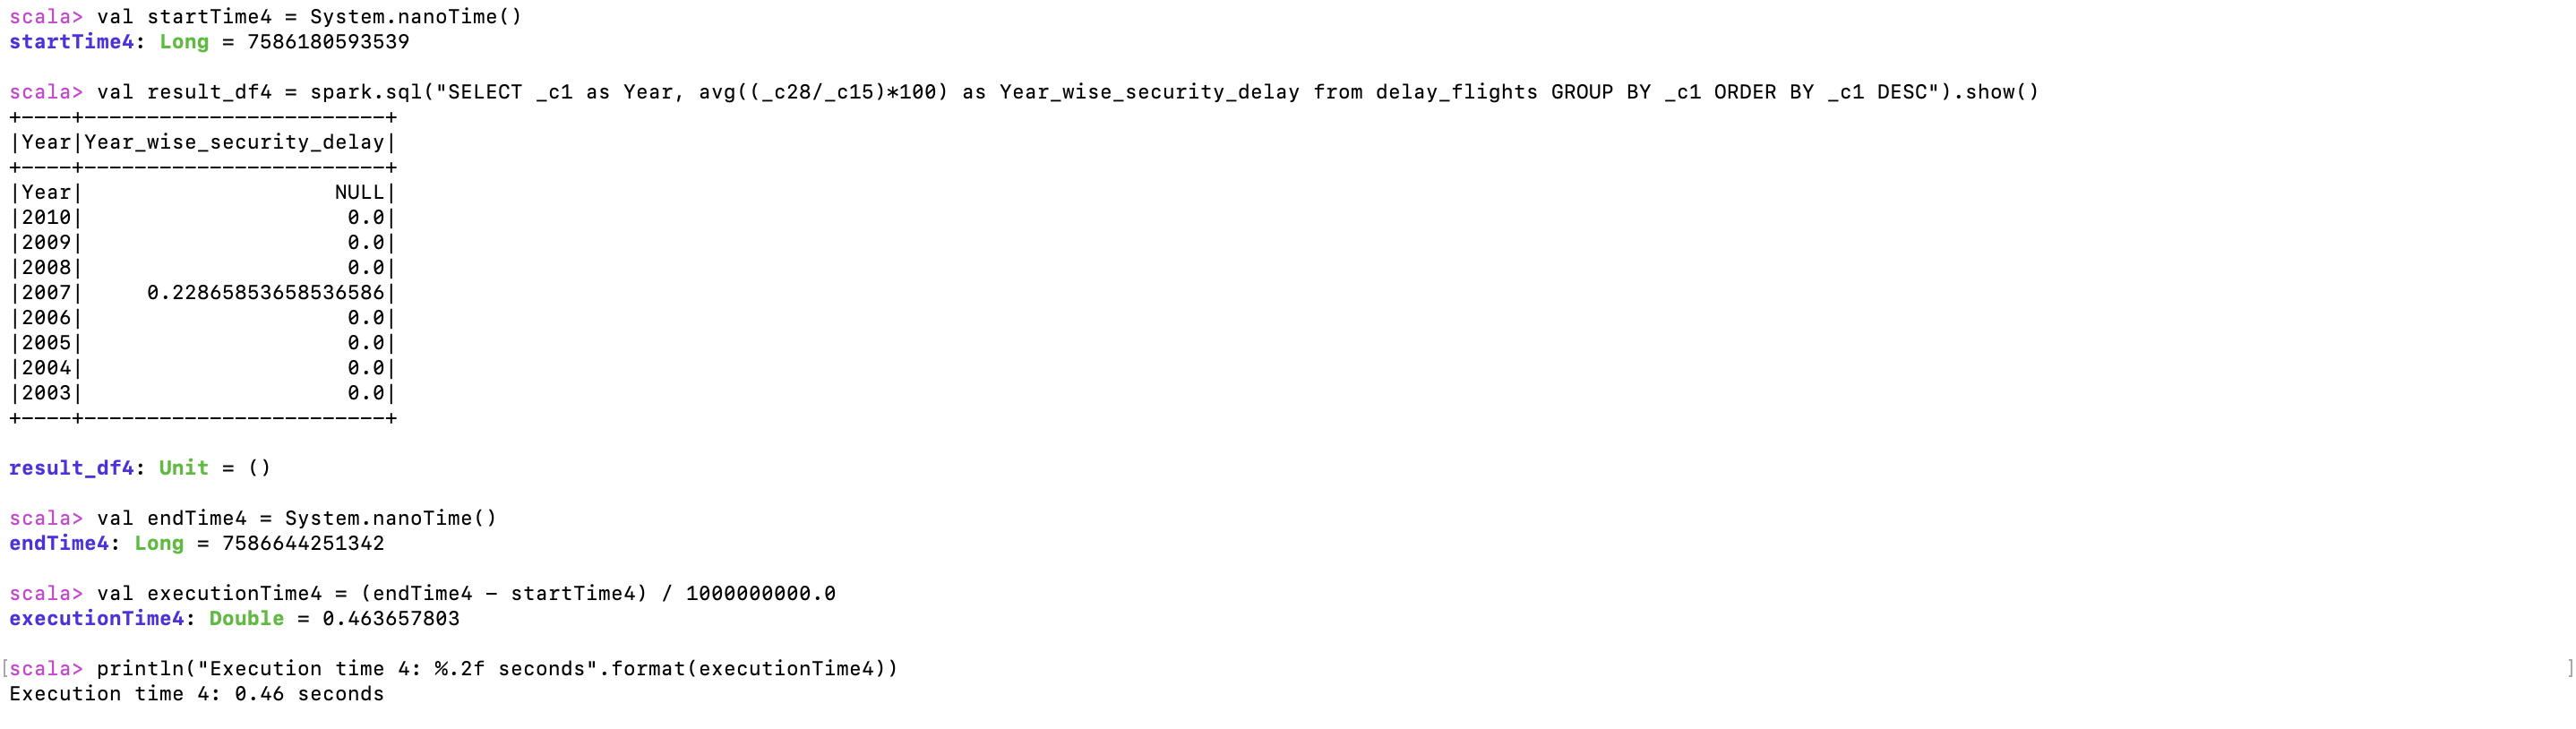 scala> val startTime4 = System.nanoTime()
startTime4: Long = 7586180593539
scala> val result_df4 = spark.sql("SELECT _c1 as Year, avg((_c28/_c15)*100) as Year_wise_security_delay from delay_flights GROUP BY _c1 ORDER BY _c1 DESC").show()
+----+------------------------+
|Year|Year_wise_security_delay|
+----+------------------------+
|Year|                    NULL|
|2010|                     0.0|
|2009|                     0.0|
|2008|                     0.0|
|2007|     0.22865853658536586|
|2006|                     0.0|
|2005|                     0.0|
|2004|                     0.0|
|2003|                     0.0|
+----+------------------------+
result_df4: Unit = ()
scala> val endTime4 = System.nanoTime()
endTime4: Long = 7586644251342
scala> val executionTime4 = (endTime4 - startTime4) / 1000000000.0
executionTime4: Double = 0.463657803
[scala> println("Execution time 4: %.2f seconds".format(executionTime4)) ]
Execution time 4: 0.46 seconds